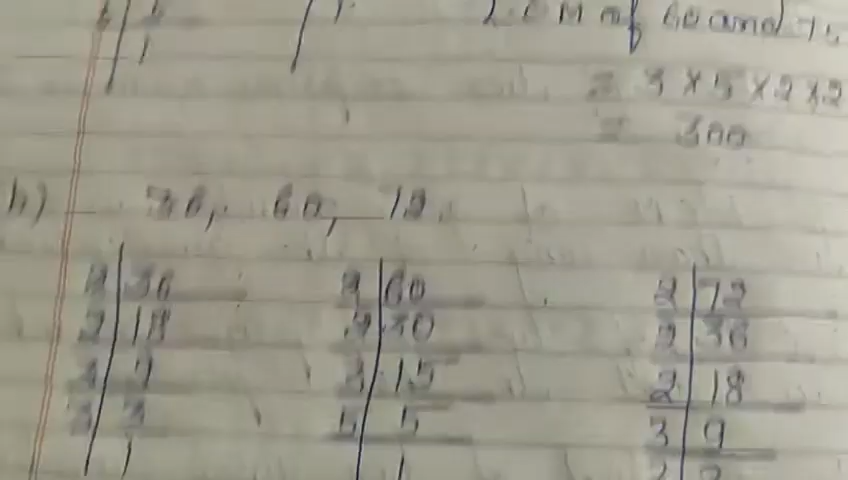 L.C.M of 60 and 75
= 3 × 5 × 2 × 2
= 300
h) 36, 60, 72
2 36 2 60 2 72
2 18 2 30 2 36
3 9 3 15 2 18
3 3 5 5 3 9
1 1 3 3